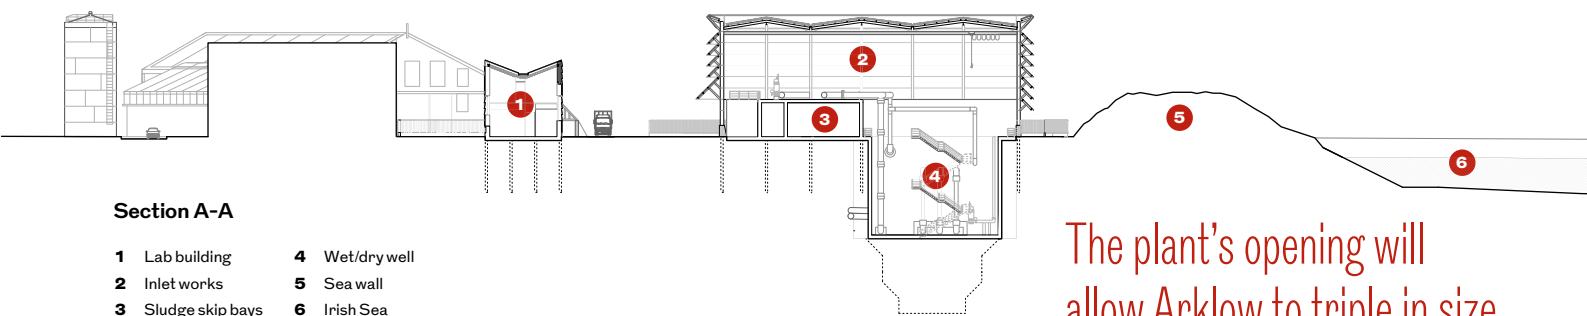 1
2
3
4
5
6
Section A-A
1 Lab building
2 Inlet works
3 Sludge skip bays
4 Wet/dry well
5 Sea wall
6 Irish Sea
The plant's opening will
allow Arklow to triple in size